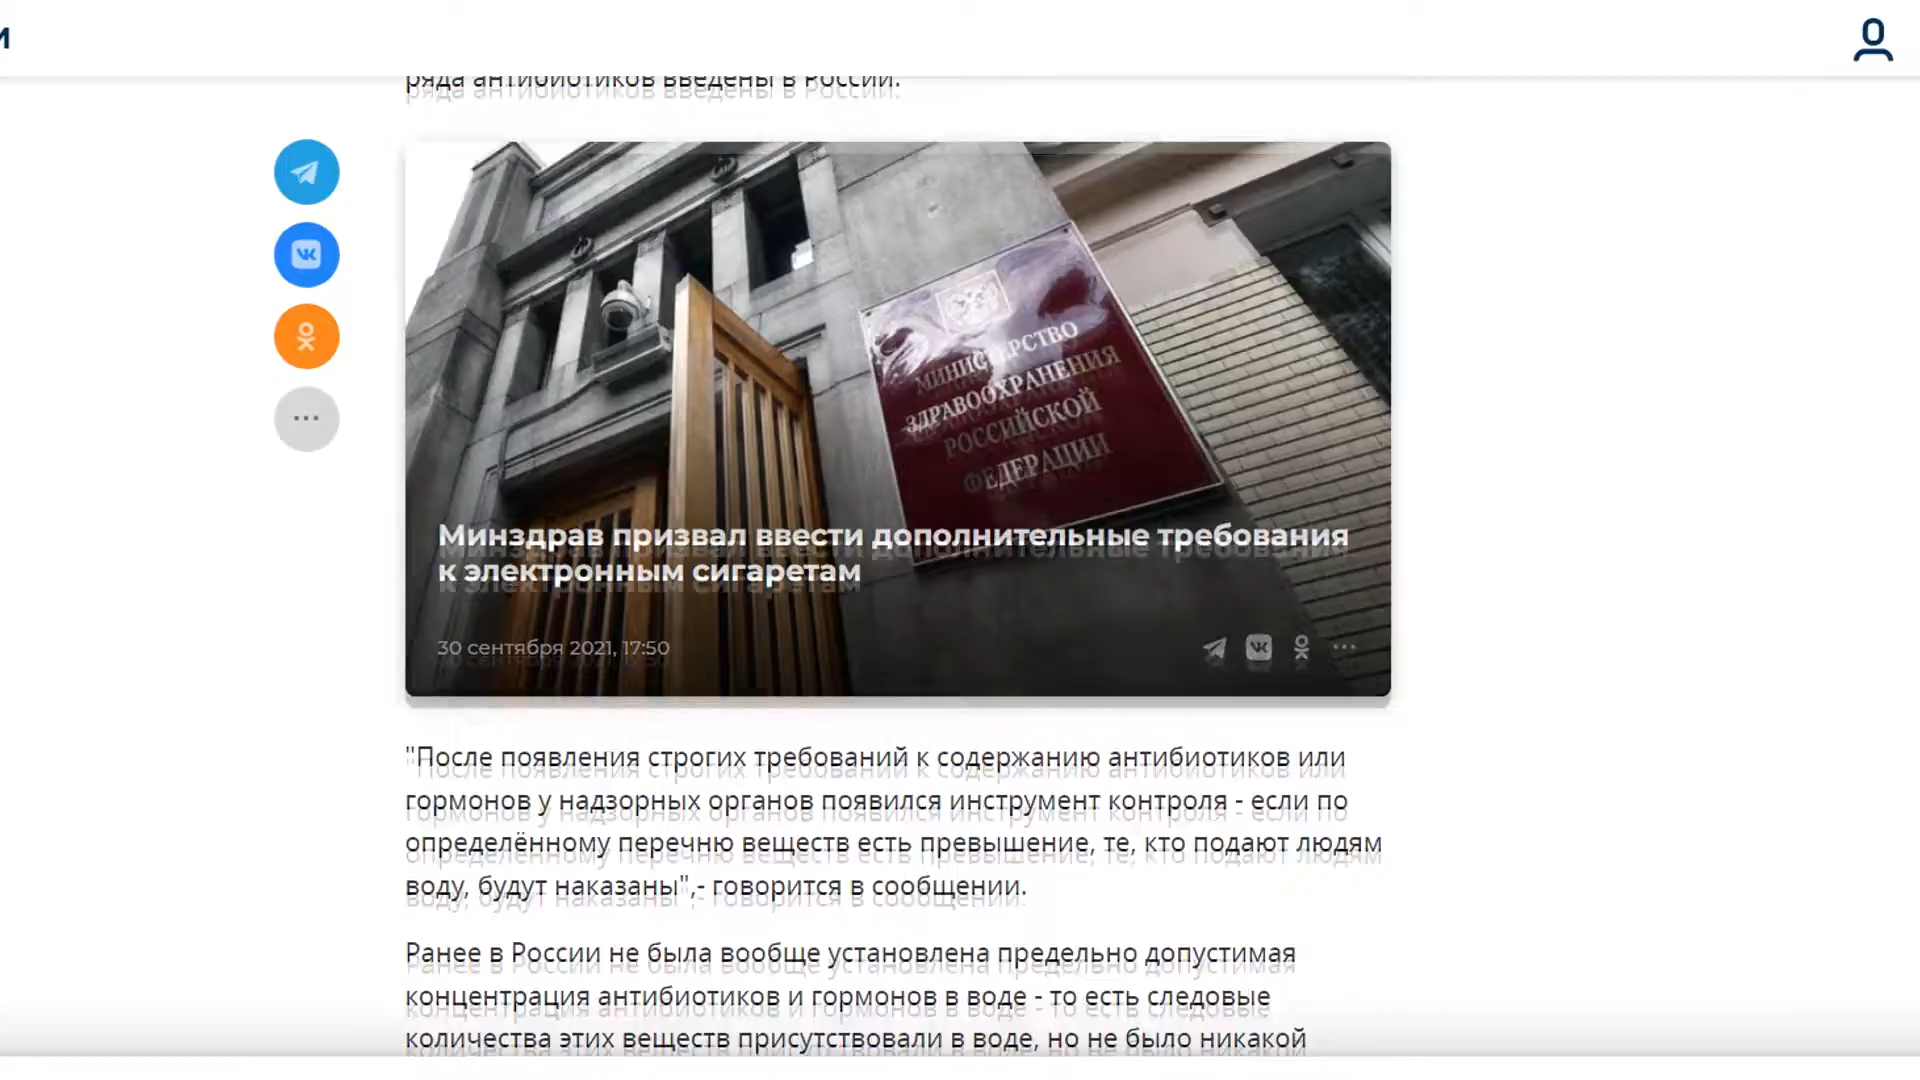 и
ряда антибиотиков введены в России.
МИНИСТЕРСТВО
ЗДРАВООХРАНЕНИЯ
РОССИЙСКОЙ
ФЕДЕРАЦИИ
Минздрав призвал ввести дополнительные требования
к электронным сигаретам
30 сентября 2021, 17:50
"После появления строгих требований к содержанию антибиотиков или
гормонов у надзорных органов появился инструмент контроля - если по
определённому перечню веществ есть превышение, те, кто подают людям
воду, будут наказаны",- говорится в сообщении.
Ранее в России не была вообще установлена предельно допустимая
концентрация антибиотиков и гормонов в воде - то есть следовые
количества этих веществ присутствовали в воде, но не было никакой